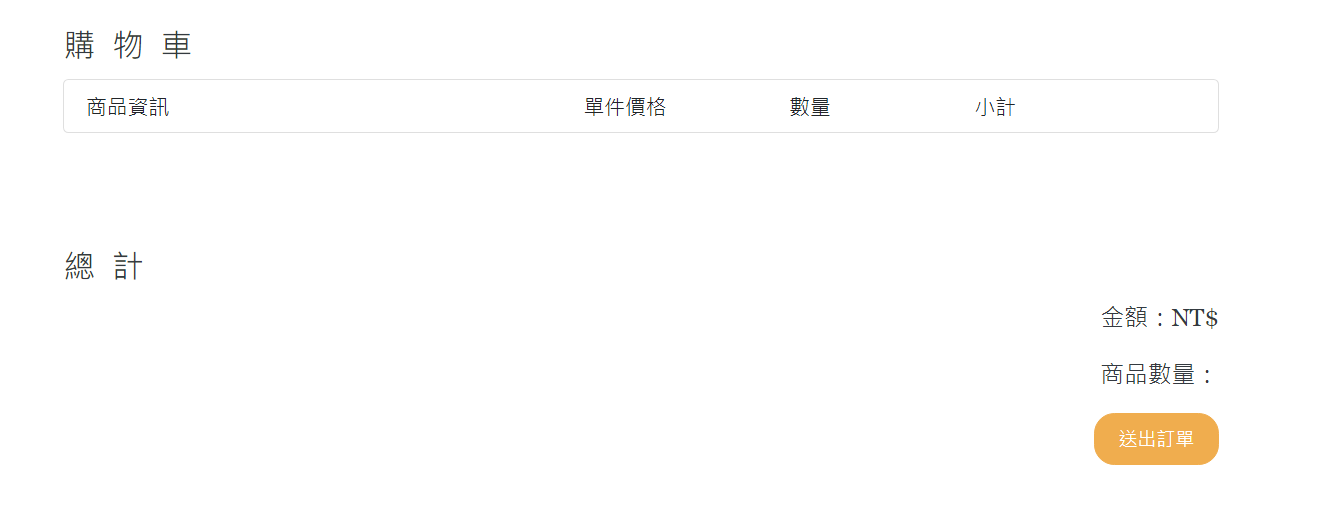 購物車
商品資訊 單件價格 數量 小計
總計
金額：NT$
商品數量：
送出訂單